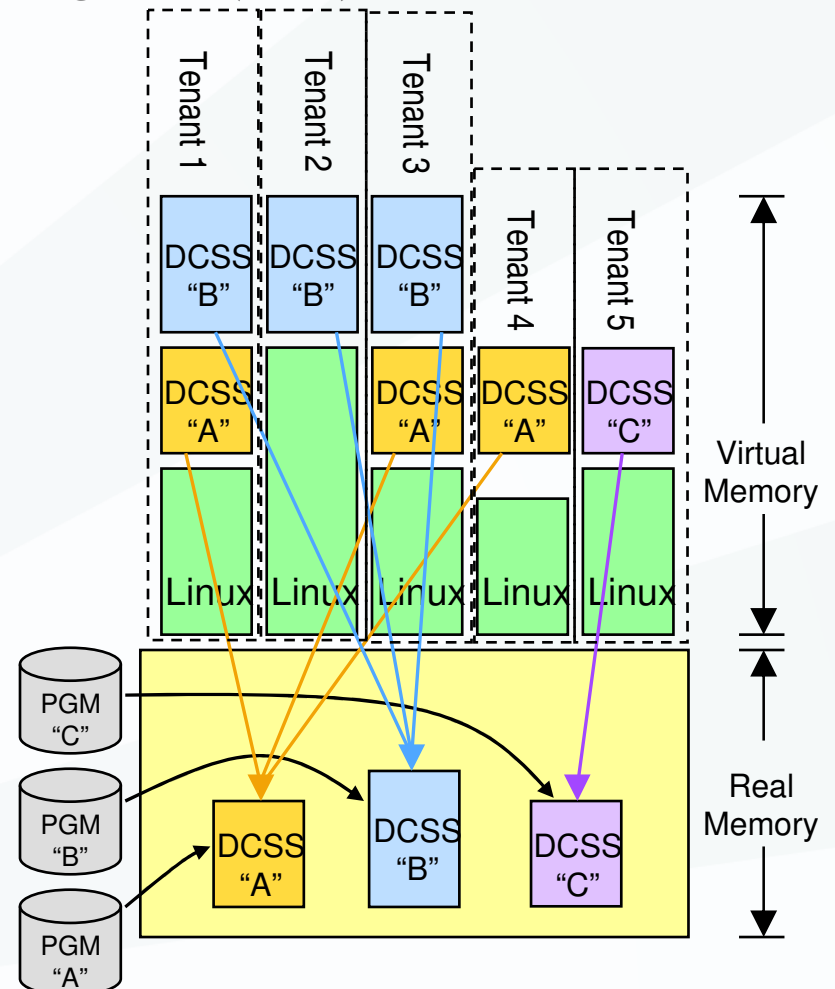 Tenant 1
Tenant 2
Tenant 3
Tenant 4
Tenant 5
DCSS
“B”
DCSS
“B”
DCSS
“B”
DCSS
“A”
DCSS
“A”
DCSS
“A”
DCSS
“C”
Linux
Linux
Linux
Linux
Linux
Virtual
Memory
PGM
“C”
PGM
“B”
PGM
“A”
DCSS
“A”
DCSS
“B”
DCSS
“C”
Real
Memory